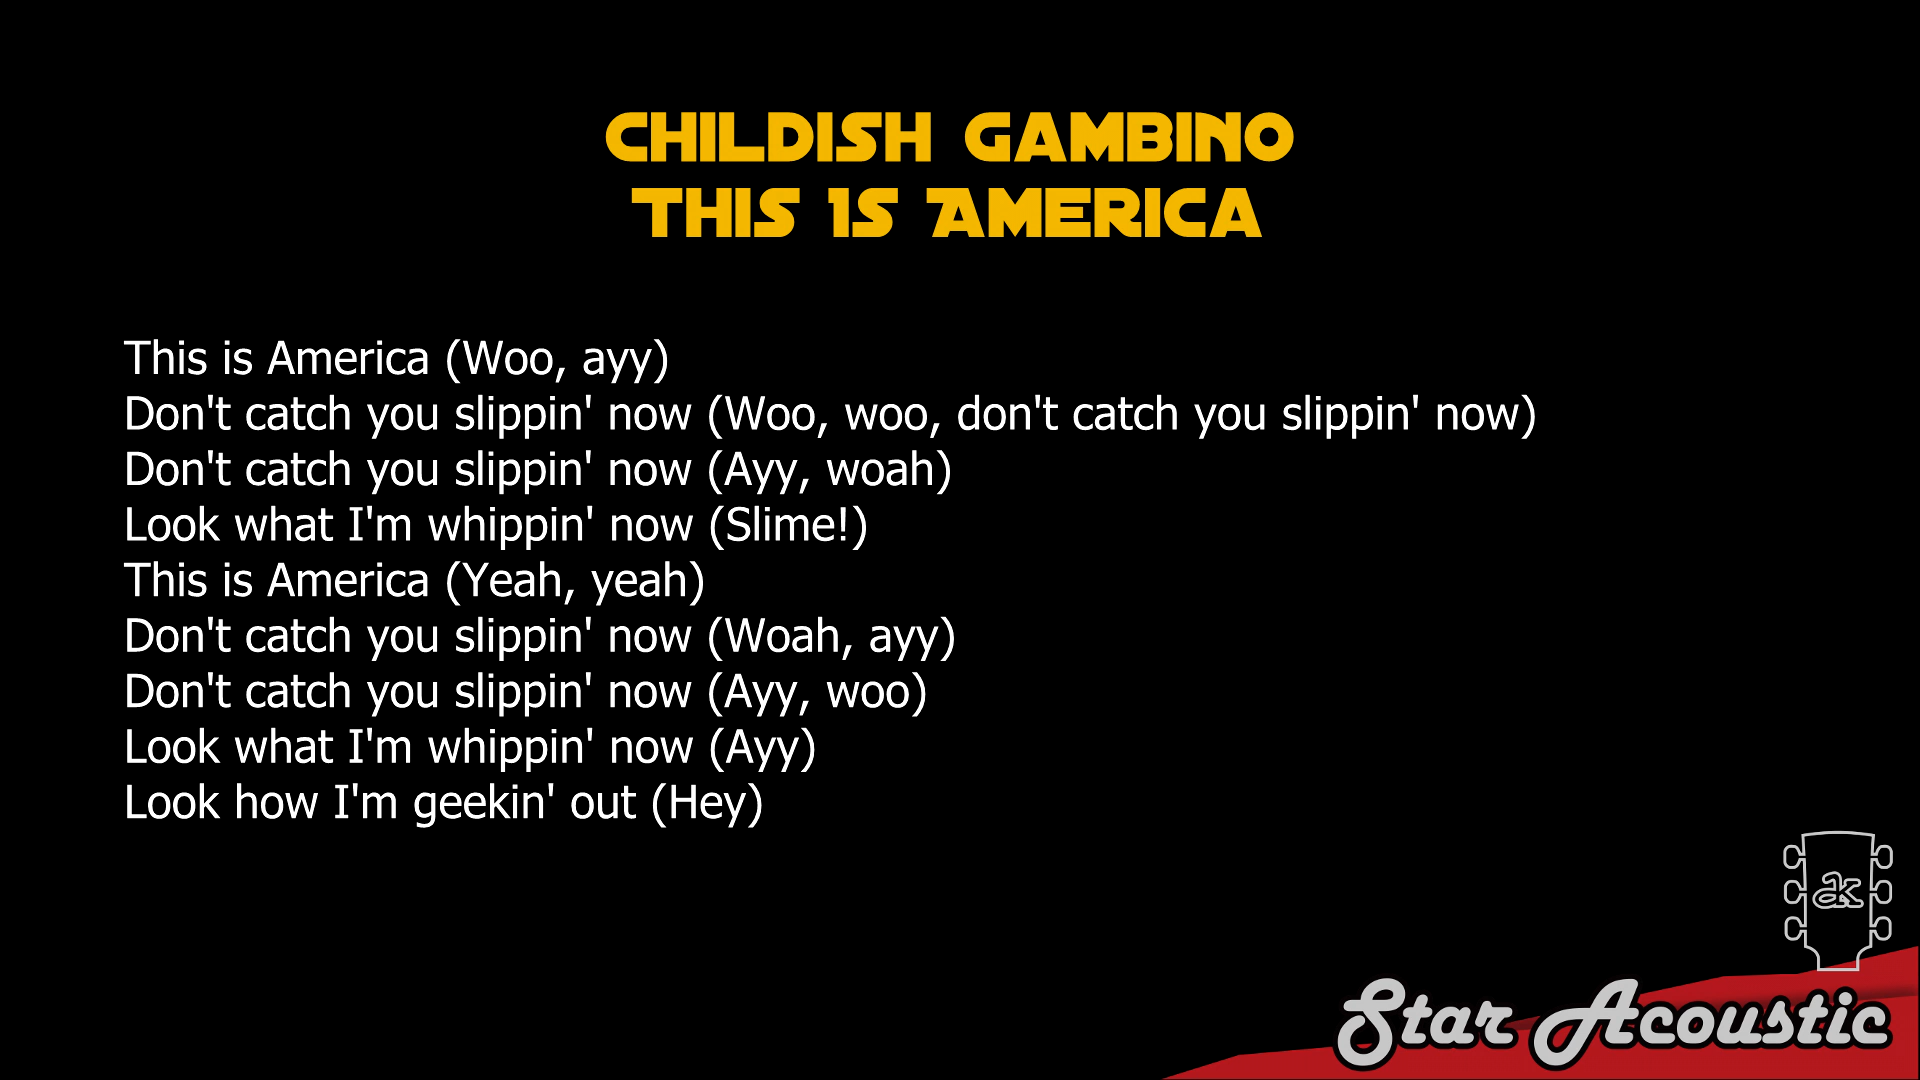 CHILDISH GAMBINO
THIS IS AMERICA
This is America (Woo, ayy)
Don't catch you slippin' now (Woo, woo, don't catch you slippin' now)
Don't catch you slippin' now (Ayy, woah)
Look what I'm whippin' now (Slime!)
This is America (Yeah, yeah)
Don't catch you slippin' now (Woah, ayy)
Don't catch you slippin' now (Ayy, woo)
Look what I'm whippin' now (Ayy)
Look how I'm geekin' out (Hey)
ak
Star Acoustic